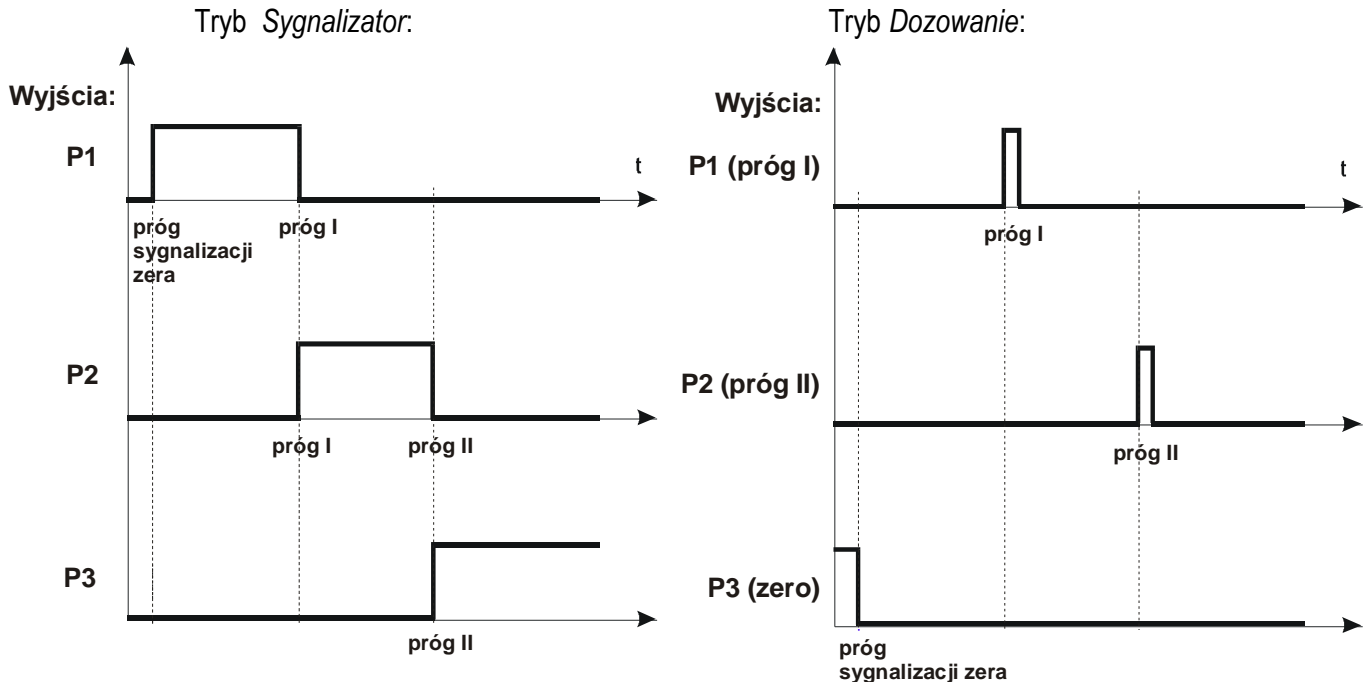 Tryb Sygnalizator:
Wyjścia:
P1
t
próg
sygnalizacji
zera
próg I
P2
próg I
próg II
P3
próg II
Tryb Dozowanie:
Wyjścia:
P1 (próg I)
t
próg I
P2 (próg II)
próg II
P3 (zero)
próg
sygnalizacji zera